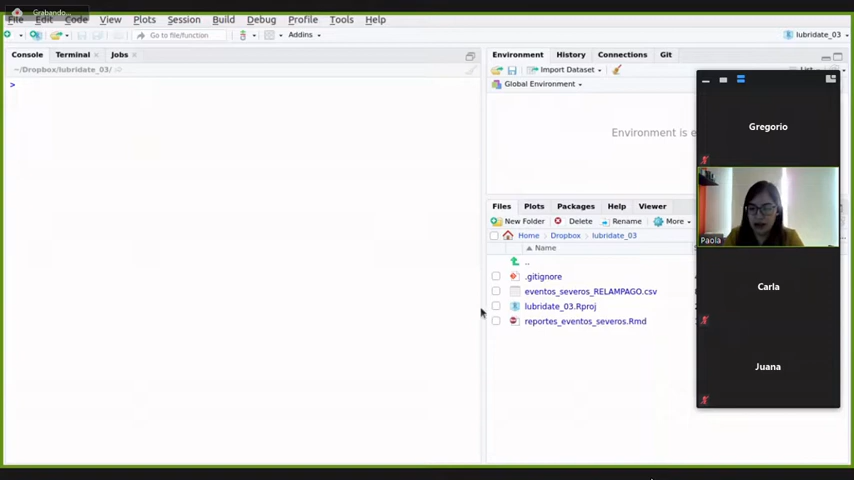 Grabando...
File Edit Code View Plots Session Build Debug Profile Tools Help
Go to file/function Addins lubridate_03
Console Terminal Jobs
~/Dropbox/lubridate_03/
>
Environment History Connections Git
Import Dataset
Global Environment
Environment is e
Files Plots Packages Help Viewer
New Folder Delete Rename More
Home Dropbox lubridate_03
Name
..
.gitignore
eventos_severos_RELAMPAGO.csv
lubridate_03.Rproj
reportes_eventos_severos.Rmd
Gregorio
Paola
Carla
Juana